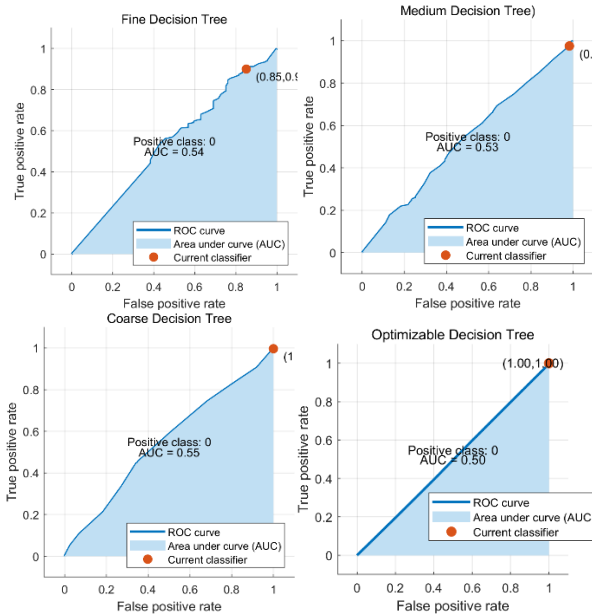 Fine Decision Tree
True positive rate
1
0.8
0.6
0.4
0.2
0
(0.85,0.9
Positive class: 0
AUC = 0.54
ROC curve
Area under curve (AUC)
Current classifier
0 0.2 0.4 0.6 0.8 1
False positive rate
Medium Decision Tree)
True positive rate
1
0.8
0.6
0.4
0.2
0
(0.
Positive class: 0
AUC = 0.53
ROC curve
Area under curve (AUC)
Current classifier
0 0.2 0.4 0.6 0.8 1
False positive rate
Coarse Decision Tree
True positive rate
1
0.8
0.6
0.4
0.2
0
(1
Positive class: 0
AUC = 0.55
ROC curve
Area under curve (AUC)
Current classifier
0 0.2 0.4 0.6 0.8 1
False positive rate
Optimizable Decision Tree
True positive rate
1
0.8
0.6
0.4
0.2
0
(1.00,1.00)
Positive class: 0
AUC = 0.50
ROC curve
Area under curve (AUC)
Current classifier
0 0.2 0.4 0.6 0.8 1
False positive rate